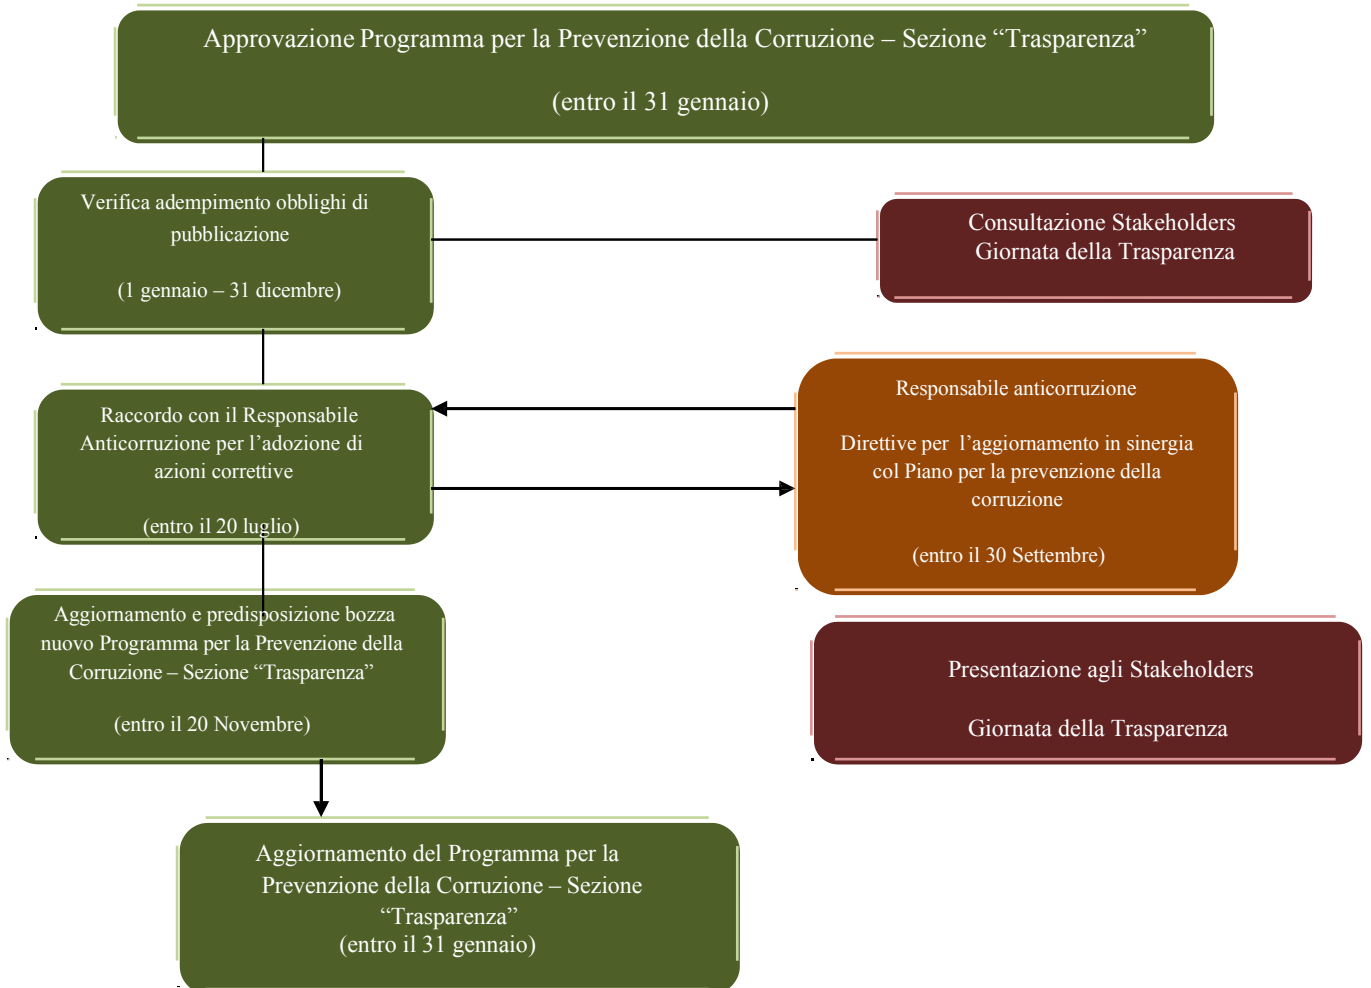 Approvazione Programma per la Prevenzione della Corruzione – Sezione “Trasparenza”
(entro il 31 gennaio)
Verifica adempimento obblighi di
pubblicazione
(1 gennaio – 31 dicembre)
Consultazione Stakeholders
Giornata della Trasparenza
Raccordo con il Responsabile
Anticorruzione per l’adozione di
azioni correttive
(entro il 20 luglio)
Responsabile anticorruzione
Direttive per l’aggiornamento in sinergia
col Piano per la prevenzione della
corruzione
(entro il 30 Settembre)
Aggiornamento e predisposizione bozza
nuovo Programma per la Prevenzione della
Corruzione – Sezione “Trasparenza”
(entro il 20 Novembre)
Presentazione agli Stakeholders
Giornata della Trasparenza
Aggiornamento del Programma per la
Prevenzione della Corruzione – Sezione
“Trasparenza”
(entro il 31 gennaio)